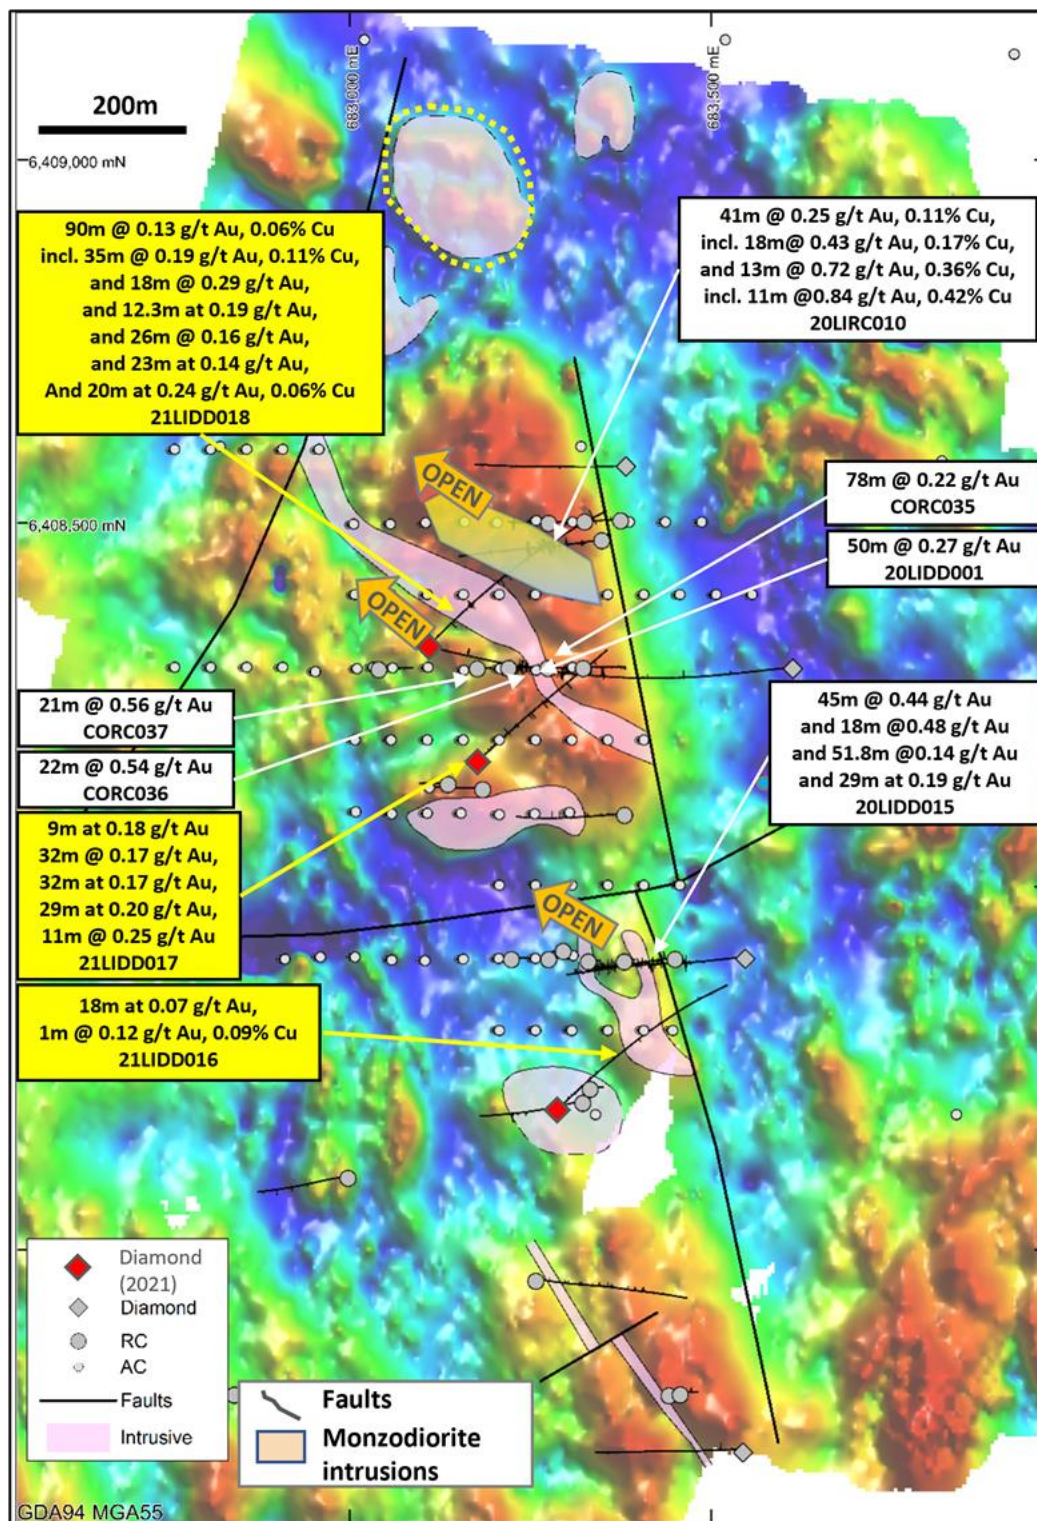 200m
683,000 mE
683,500 mE
6,409,000 mN
90m @ 0.13 g/t Au, 0.06% Cu
incl. 35m @ 0.19 g/t Au, 0.11% Cu,
and 18m @ 0.29 g/t Au,
and 12.3m at 0.19 g/t Au,
and 26m @ 0.16 g/t Au,
and 23m at 0.14 g/t Au,
And 20m at 0.24 g/t Au, 0.06% Cu
21LIDD018
41m @ 0.25 g/t Au, 0.11% Cu,
incl. 18m@ 0.43 g/t Au, 0.17% Cu,
and 13m @ 0.72 g/t Au, 0.36% Cu,
incl. 11m @0.84 g/t Au, 0.42% Cu
20LIRC010
OPEN
78m @ 0.22 g/t Au
CORC035
6,408,500 mN
50m @ 0.27 g/t Au
20LIDD001
OPEN
21m @ 0.56 g/t Au
CORC037
45m @ 0.44 g/t Au
and 18m @0.48 g/t Au
and 51.8m @0.14 g/t Au
and 29m at 0.19 g/t Au
20LIDD015
22m @ 0.54 g/t Au
CORC036
9m at 0.18 g/t Au
32m @ 0.17 g/t Au,
32m at 0.17 g/t Au,
29m at 0.20 g/t Au,
11m @ 0.25 g/t Au
21LIDD017
OPEN
18m at 0.07 g/t Au,
1m @ 0.12 g/t Au, 0.09% Cu
21LIDD016
Diamond
(2021)
Diamond
RC
AC
Faults
Intrusive
Faults
Monzodiorite
intrusions
GDA94 MGA55